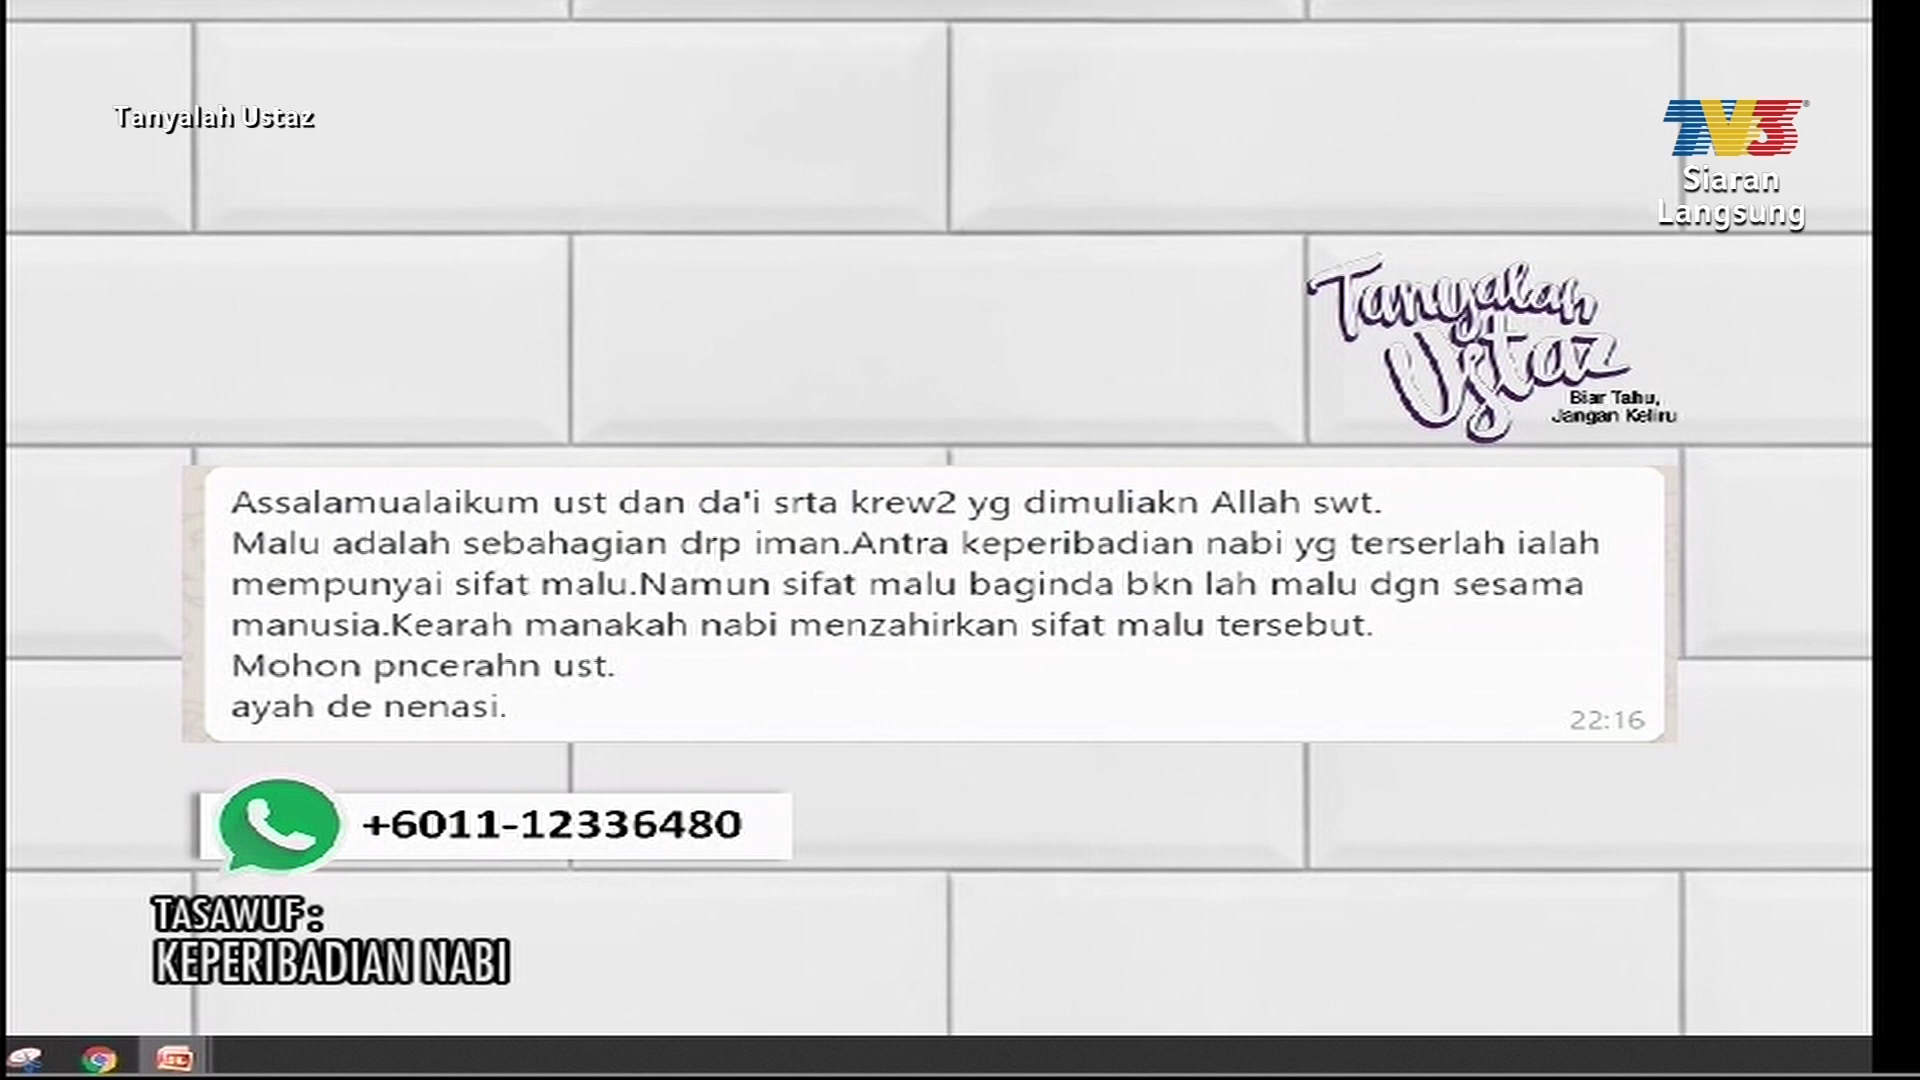 Tanyalah Ustaz
TV3
Siaran
Langsung
Tanyalah
Ustaz
Biar Tahu,
Jangan Keliru
Assalamualaikum ust dan da'i srta krew2 yg dimuliakn Allah swt.
Malu adalah sebahagian drp iman.Antra keperibadian nabi yg terserlah ialah
mempunyai sifat malu.Namun sifat malu baginda bkn lah malu dgn sesama
manusia.Kearah manakah nabi menzahirkan sifat malu tersebut.
Mohon pncerahn ust.
ayah de nenasi.
22:16
+6011-12336480
TASAWUF :
KEPERIBADIAN NABI